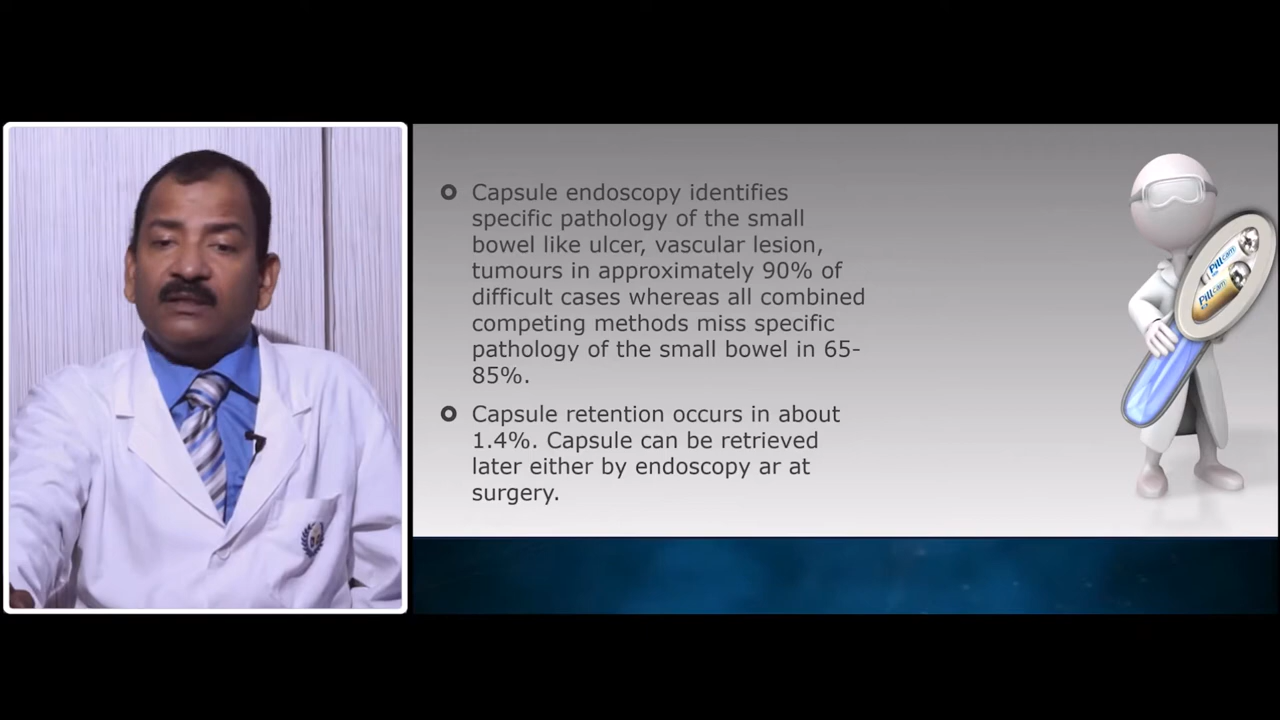 Capsule endoscopy identifies
specific pathology of the small
bowel like ulcer, vascular lesion,
tumours in approximately 90% of
difficult cases whereas all combined
competing methods miss specific
pathology of the small bowel in 65-
85%.
Capsule retention occurs in about
1.4%. Capsule can be retrieved
later either by endoscopy ar at
surgery.
Pillcam
Pillcam